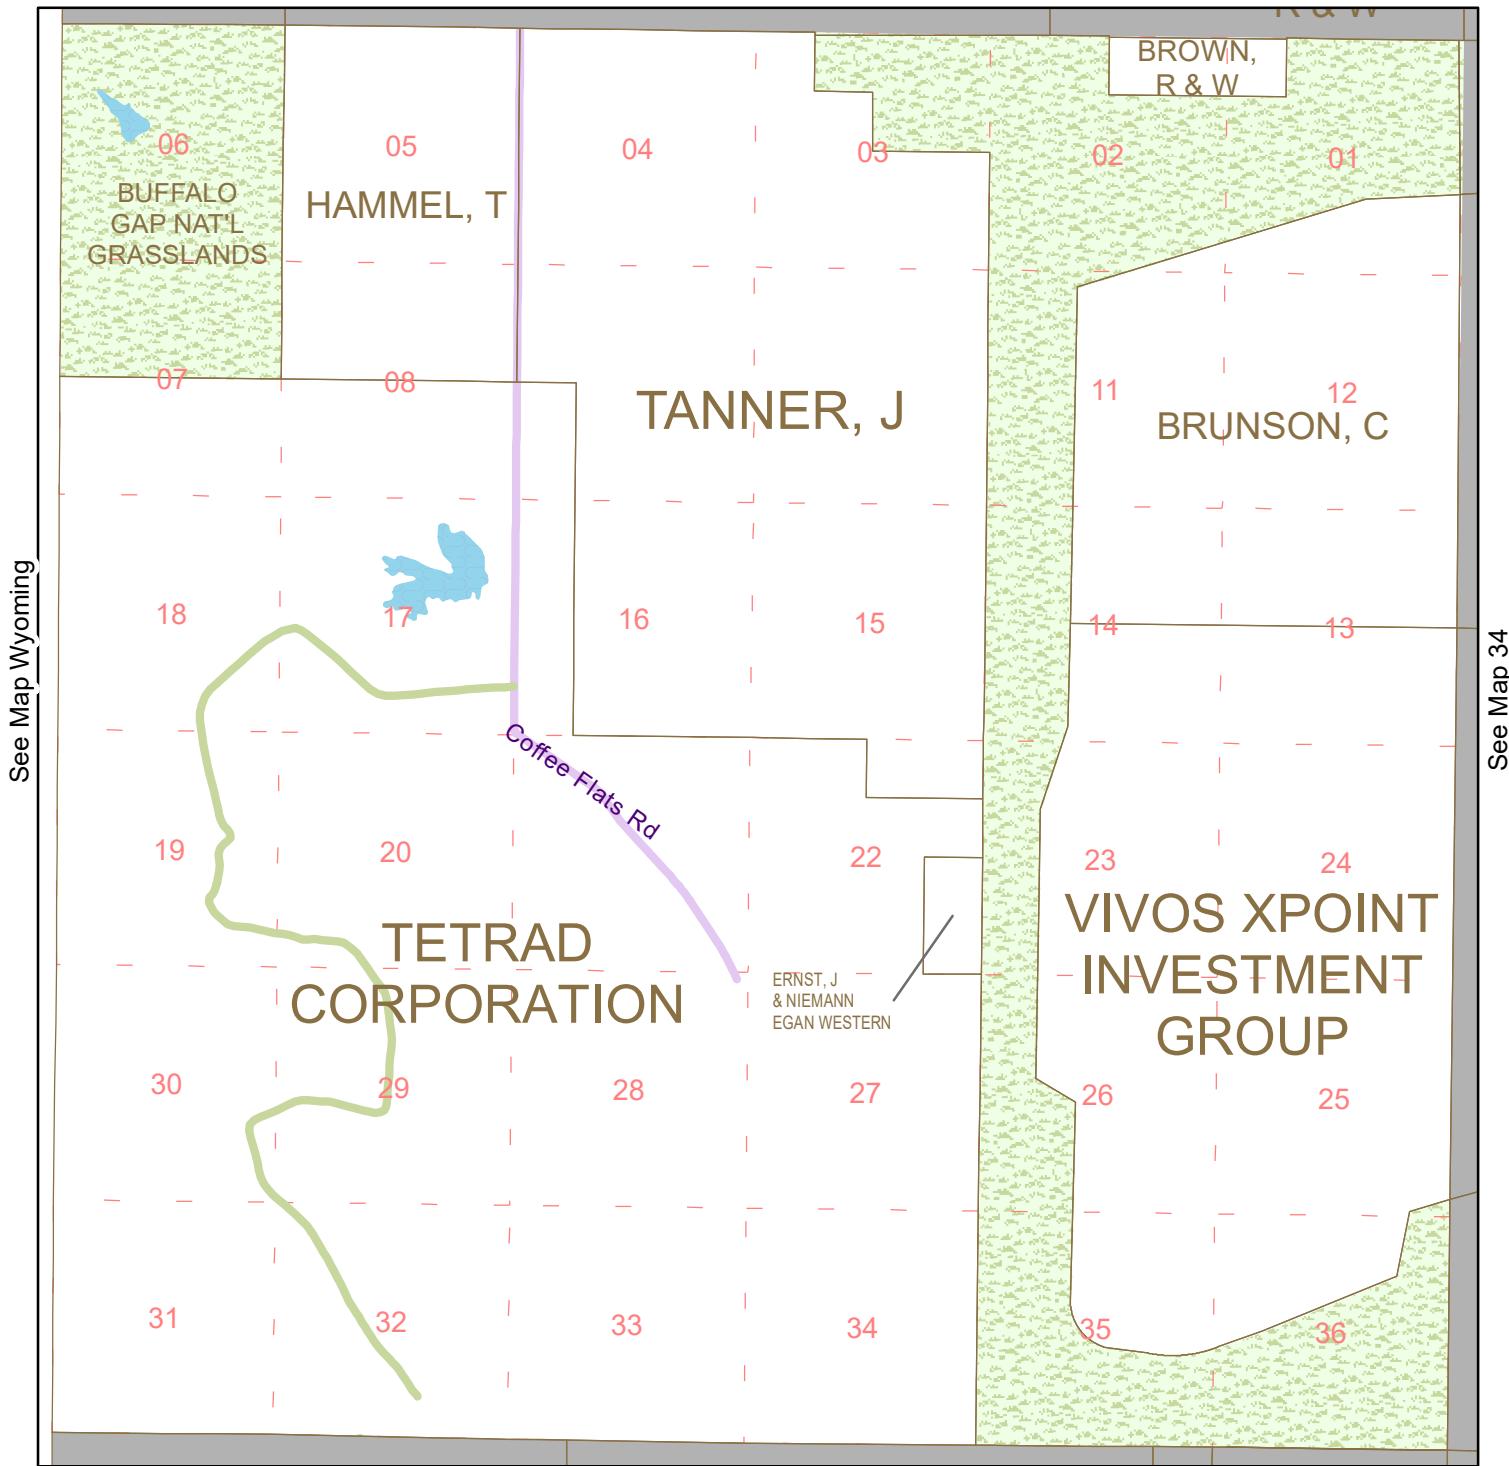 R & W
BROWN,
R & W
06
05
04
03
02
01
BUFFALO
GAP NAT'L
GRASSLANDS
HAMMEL, T
07
08
TANNER, J
11
12
BRUNSON, C
See Map Wyoming
18
17
16
15
14
13
See Map 34
Coffee Flats Rd
19
20
22
23
24
TETRAD
CORPORATION
VIVOS XPOINT
INVESTMENT
GROUP
ERNST, J
& NIEMANN
EGAN WESTERN
30
29
28
27
26
25
31
32
33
34
35
36